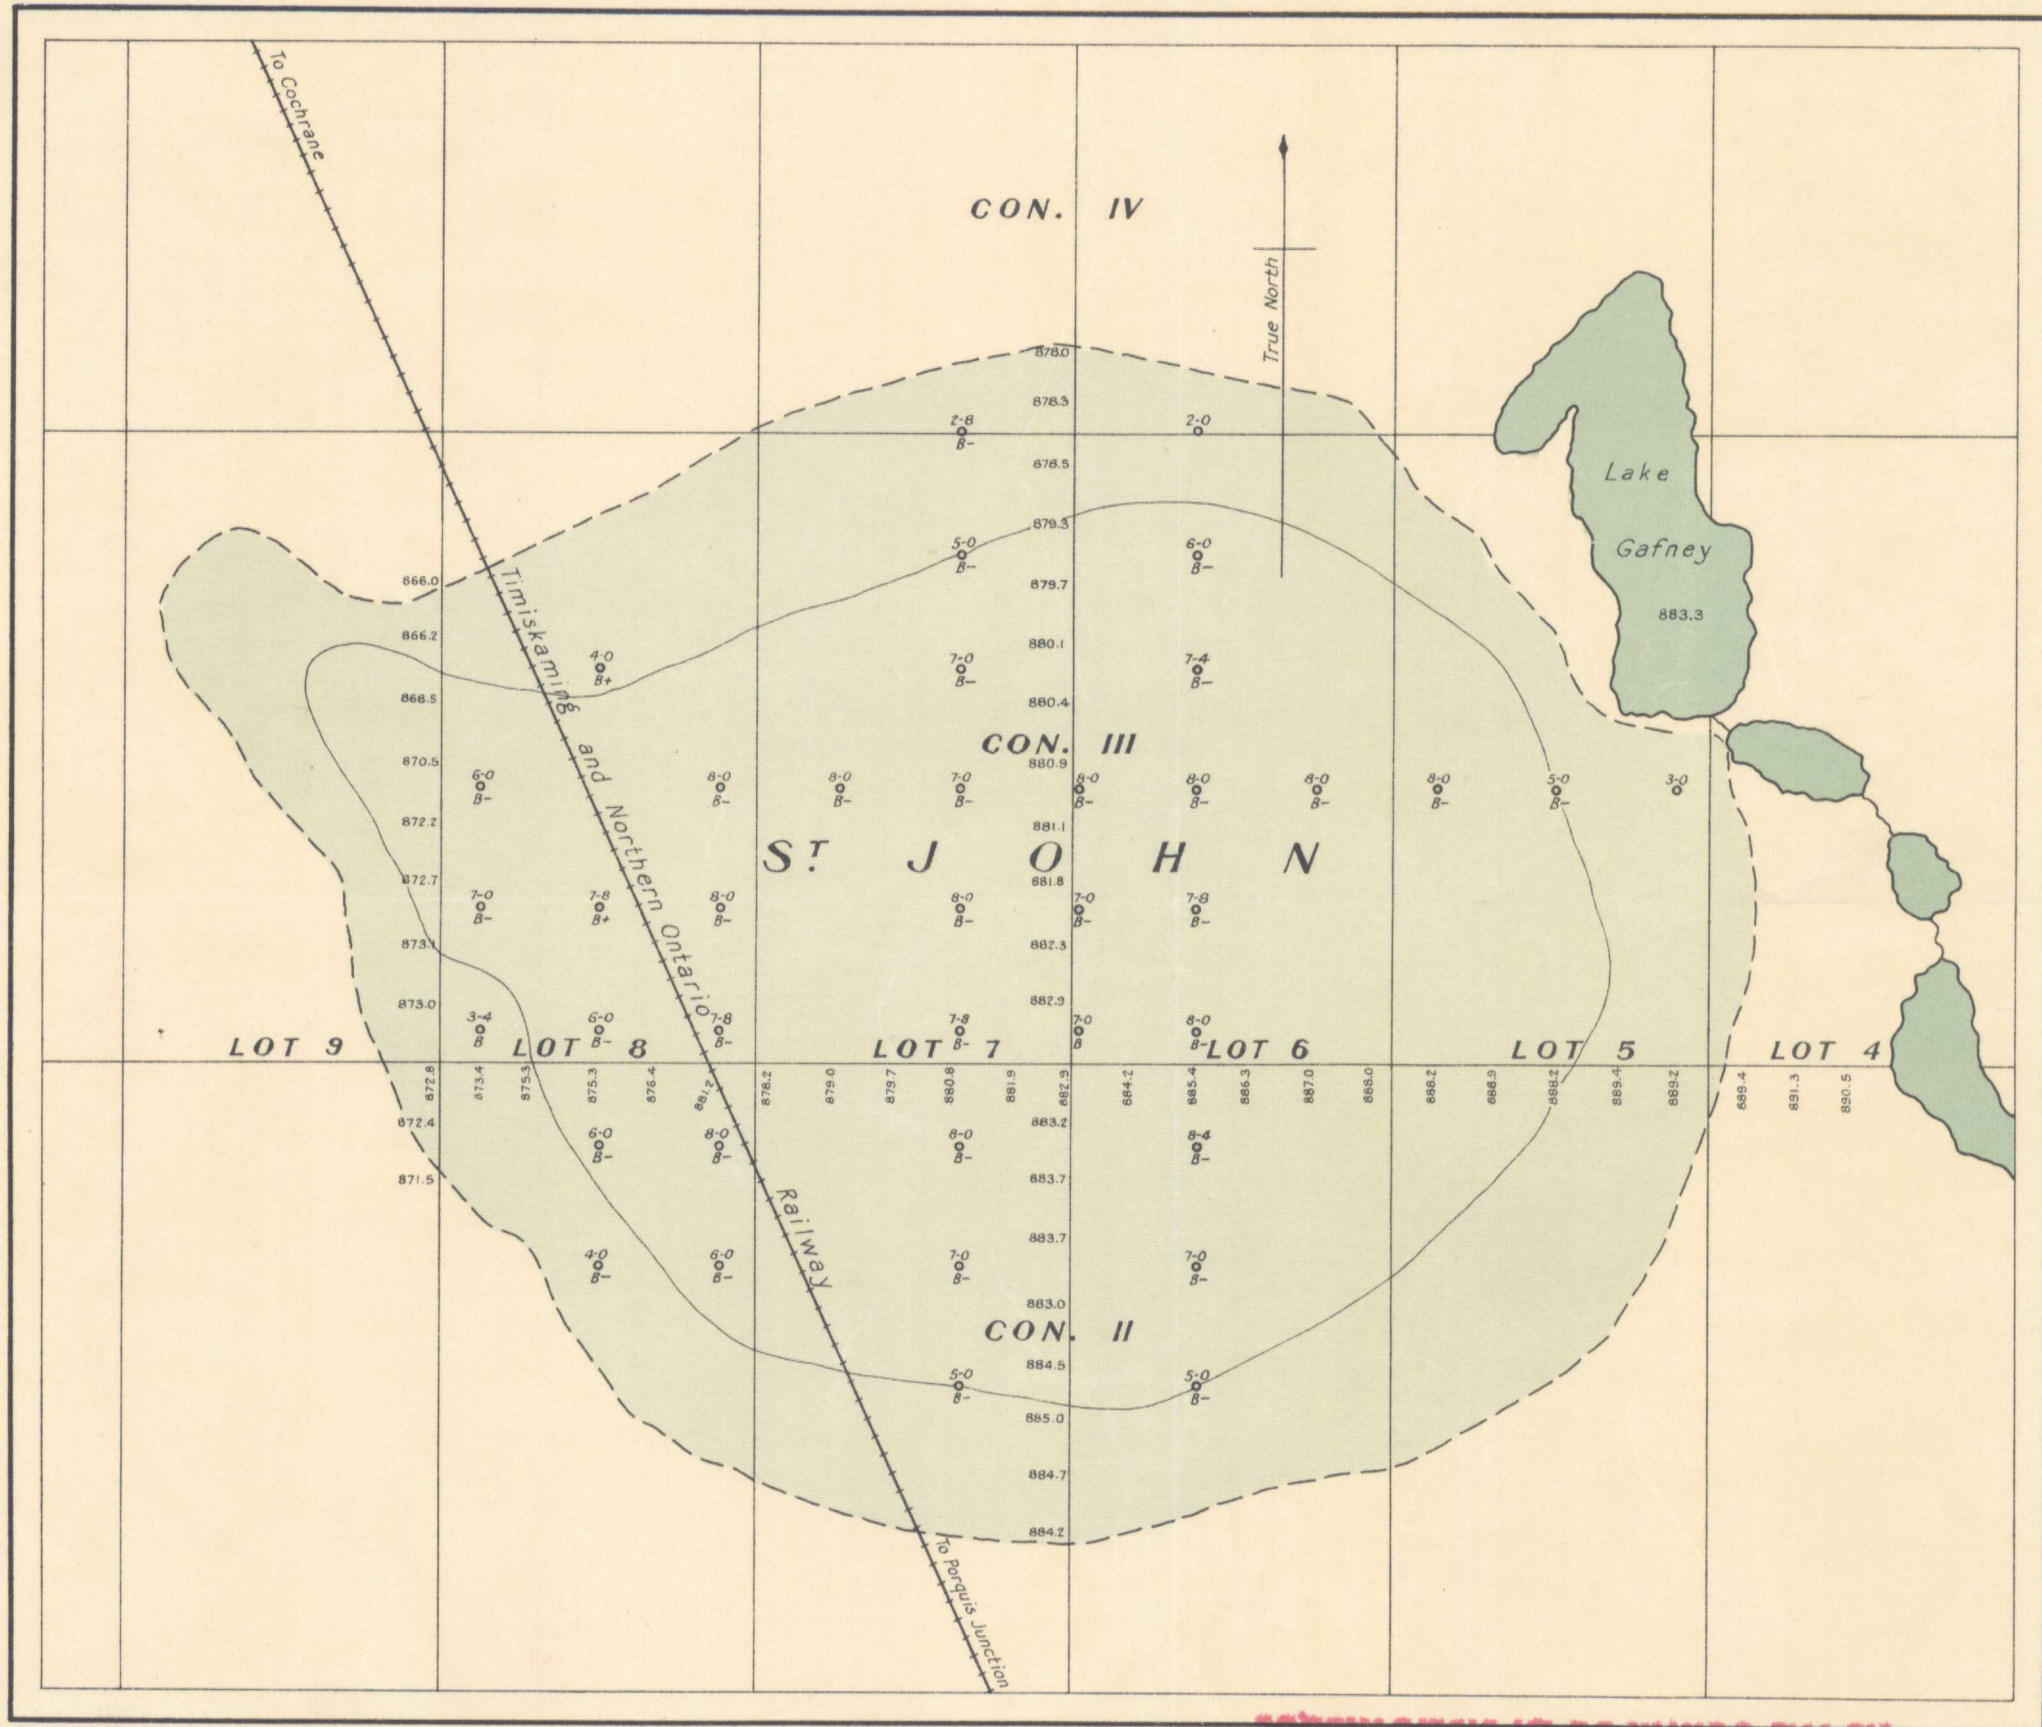 To Cochrane
CON. IV
True North
878.0
878.3
2-8
B-
2-0
878.5
Lake
Gafney
883.3
879.3
5-0
B-
6-0
B-
866.0
879.7
866.2
880.1
4-0
B+
7-0
B-
7-4
B-
868.5
880.4
Timiskaming and Northern Ontario Railway
CON. III
870.5
880.9
6-0
B-
8-0
B-
8-0
B-
7-0
B-
8-0
B-
8-0
B-
8-0
B-
8-0
B-
5-0
B-
3-0
872.2
881.1
ST JOHN
872.7
881.8
7-0
B-
7-8
B+
8-0
B-
8-0
B-
7-0
B-
7-8
B-
873.1
882.3
873.0
882.9
3-4
B
6-0
B-
7-8
B-
7-8
B-
7-0
B
8-0
B-
LOT 9 LOT 8 LOT 7 LOT 6 LOT 5 LOT 4
872.8 873.4 875.3 875.3 876.4 881.2 878.2 879.0 879.7 880.8 881.9 882.9 884.2 885.4 886.3 887.0 888.0 888.2 888.9 888.2 889.4 889.2 889.4 891.3 890.5
872.4
883.2
6-0
B-
8-0
B-
8-0
B-
8-4
B-
871.5
883.7
883.7
4-0
B-
6-0
B-
7-0
B-
7-0
B-
883.0
CON. II
884.5
5-0
B-
5-0
B-
885.0
884.7
884.2
To Porquis Junction